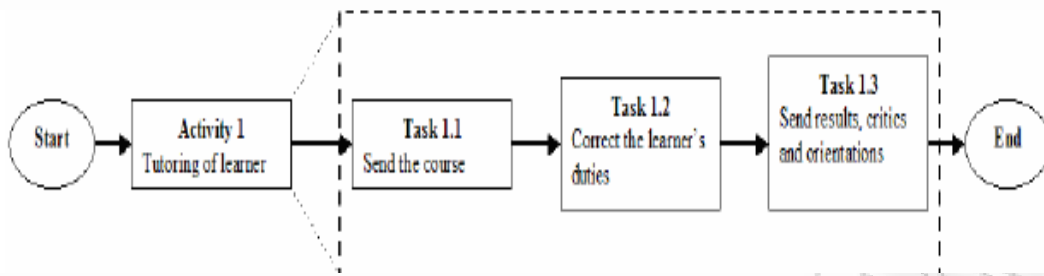 Start
Activity 1
Tutoring of learner
Task 1.1
Send the course
Task 1.2
Correct the learner's
duties
Task 1.3
Send results, critics
and orientations
End